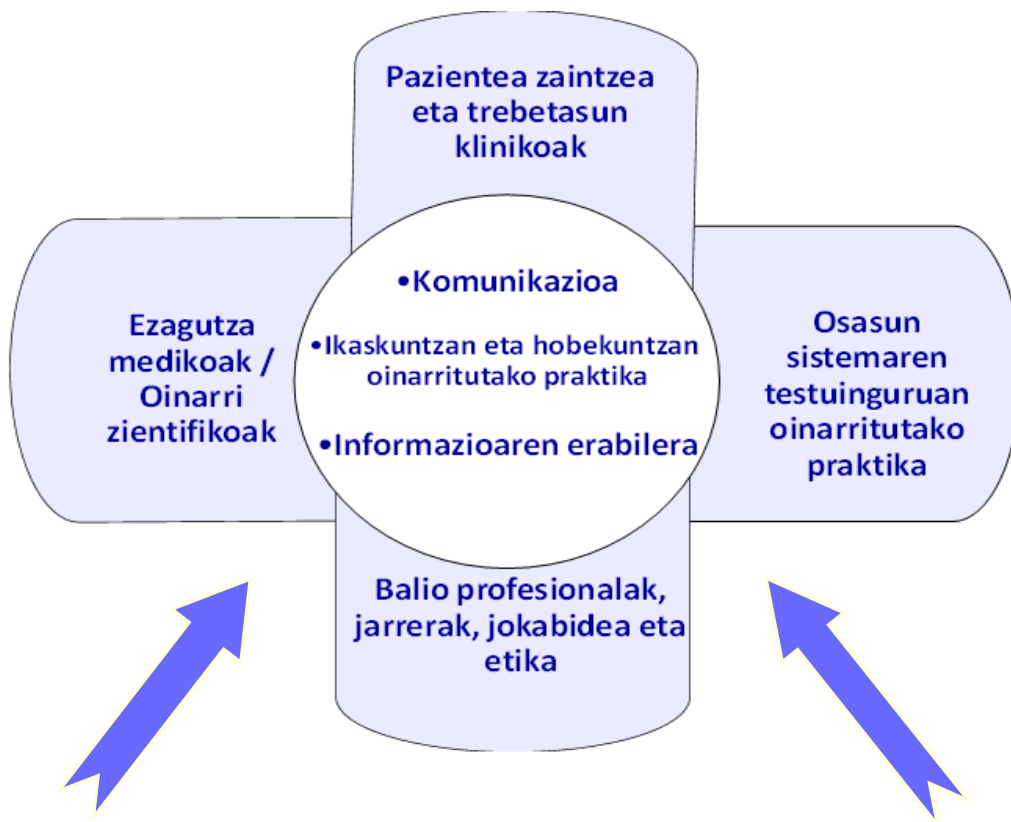 Pazientea zaintzea
eta trebetasun
klinikoak
Ezagutza
medikoak /
Oinarri
zientifikoak
•Komunikazioa
•Ikaskuntzan eta hobekuntzan
oinarritutako praktika
•Informazioaren erabilera
Osasun
sistemaren
testuinguruan
oinarritutako
praktika
Balio profesionalak,
jarrerak, jokabidea eta
etika